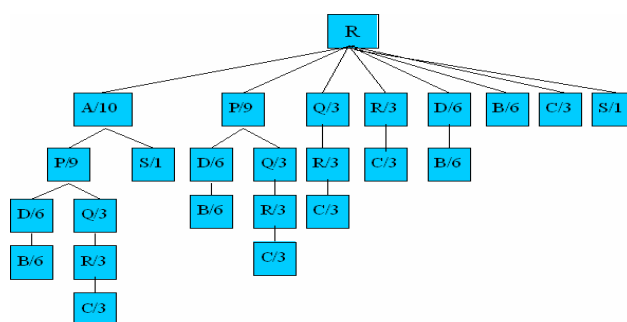 R
A/10 P/9 Q/3 R/3 D/6 B/6 C/3 S/1
P/9 S/1 D/6 Q/3 R/3 C/3 B/6
D/6 Q/3 B/6 R/3 C/3
B/6 R/3 C/3
C/3